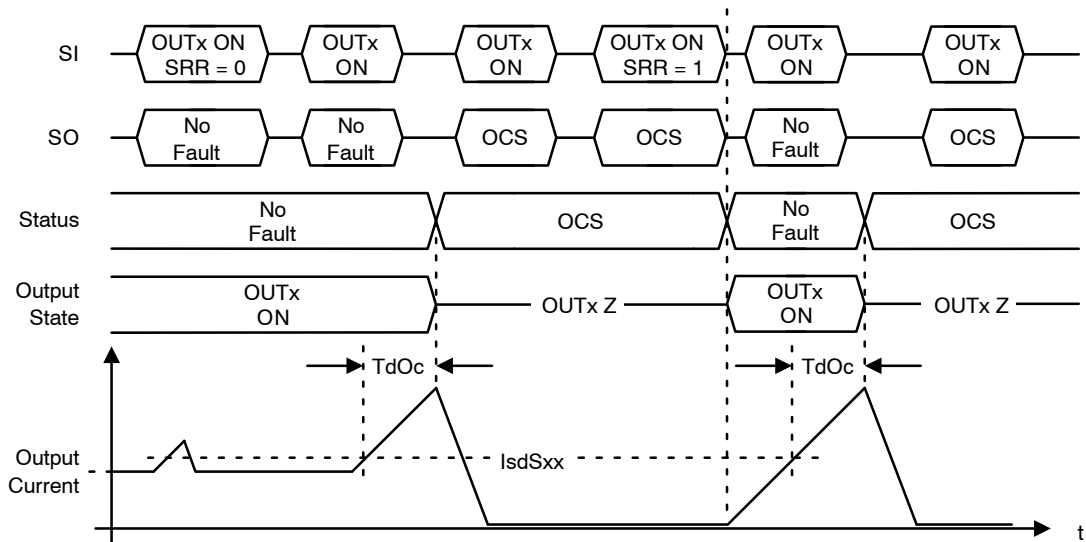 SI
OUTx ON
SRR = 0
OUTx
ON
OUTx
ON
OUTx ON
SRR = 1
OUTx
ON
OUTx
ON
SO
No
Fault
No
Fault
OCS
OCS
No
Fault
OCS
Status
No
Fault
OCS
No
Fault
OCS
Output
State
OUTx
ON
OUTx Z
OUTx
ON
OUTx Z
TdOc
TdOc
Output
Current
IsdSxx
t